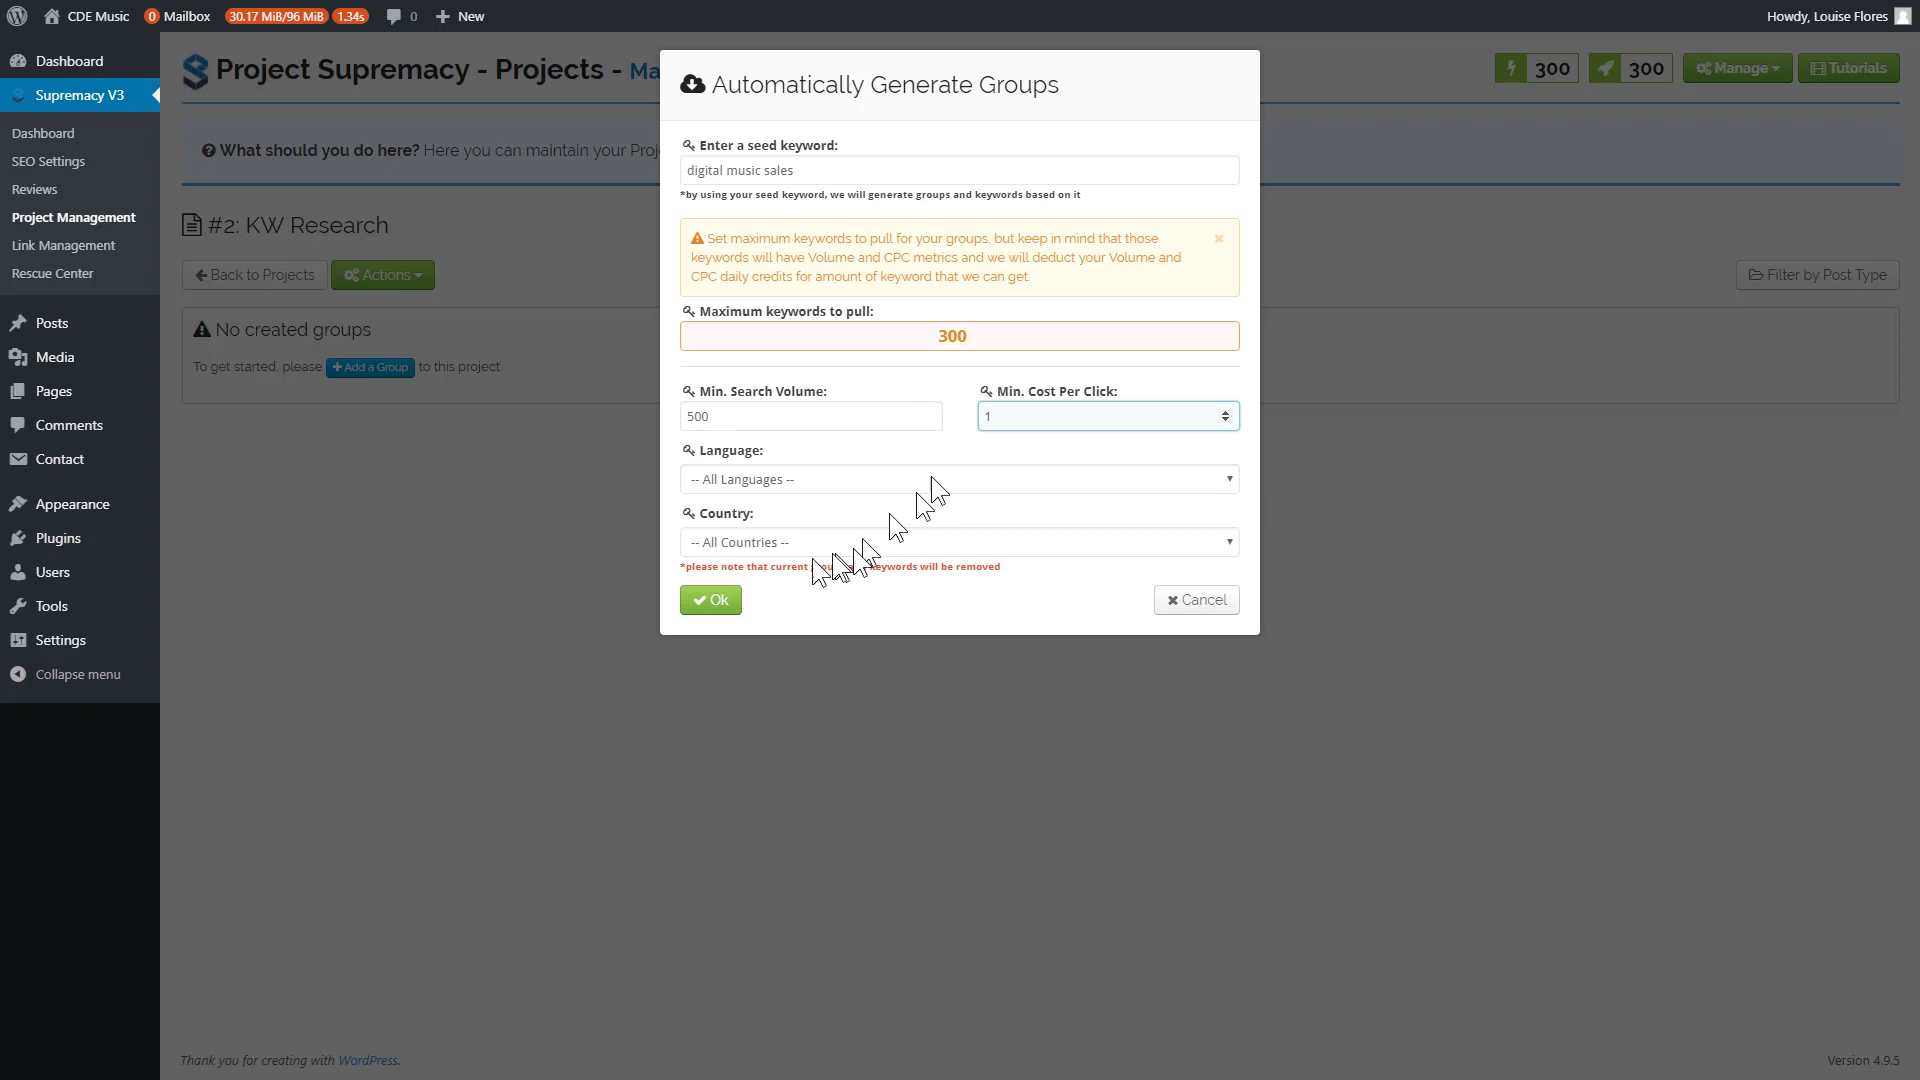 CDE Music
0 Mailbox
30.17 MiB/96 MiB 1.34s
0
New
Howdy, Louise Flores
Dashboard
Supremacy V3
Dashboard
SEO Settings
Reviews
Project Management
Link Management
Rescue Center
Posts
Media
Pages
Comments
Contact
Appearance
Plugins
Users
Tools
Settings
Collapse menu
Project Supremacy - Projects - Ma
300
300
Manage
Tutorials
What should you do here? Here you can maintain your Proj
#2: KW Research
Back to Projects
Actions
Filter by Post Type
No created groups
To get started, please + Add a Group to this project.
Automatically Generate Groups
Enter a seed keyword:
digital music sales
*by using your seed keyword, we will generate groups and keywords based on it
Set maximum keywords to pull for your groups, but keep in mind that those
keywords will have Volume and CPC metrics and we will deduct your Volume and
CPC daily credits for amount of keyword that we can get.
Maximum keywords to pull:
300
Min. Search Volume:
500
Min. Cost Per Click:
1
Language:
-- All Languages --
Country:
-- All Countries --
*please note that current keywords will be removed
Ok
Cancel
Thank you for creating with WordPress.
Version 4.9.5